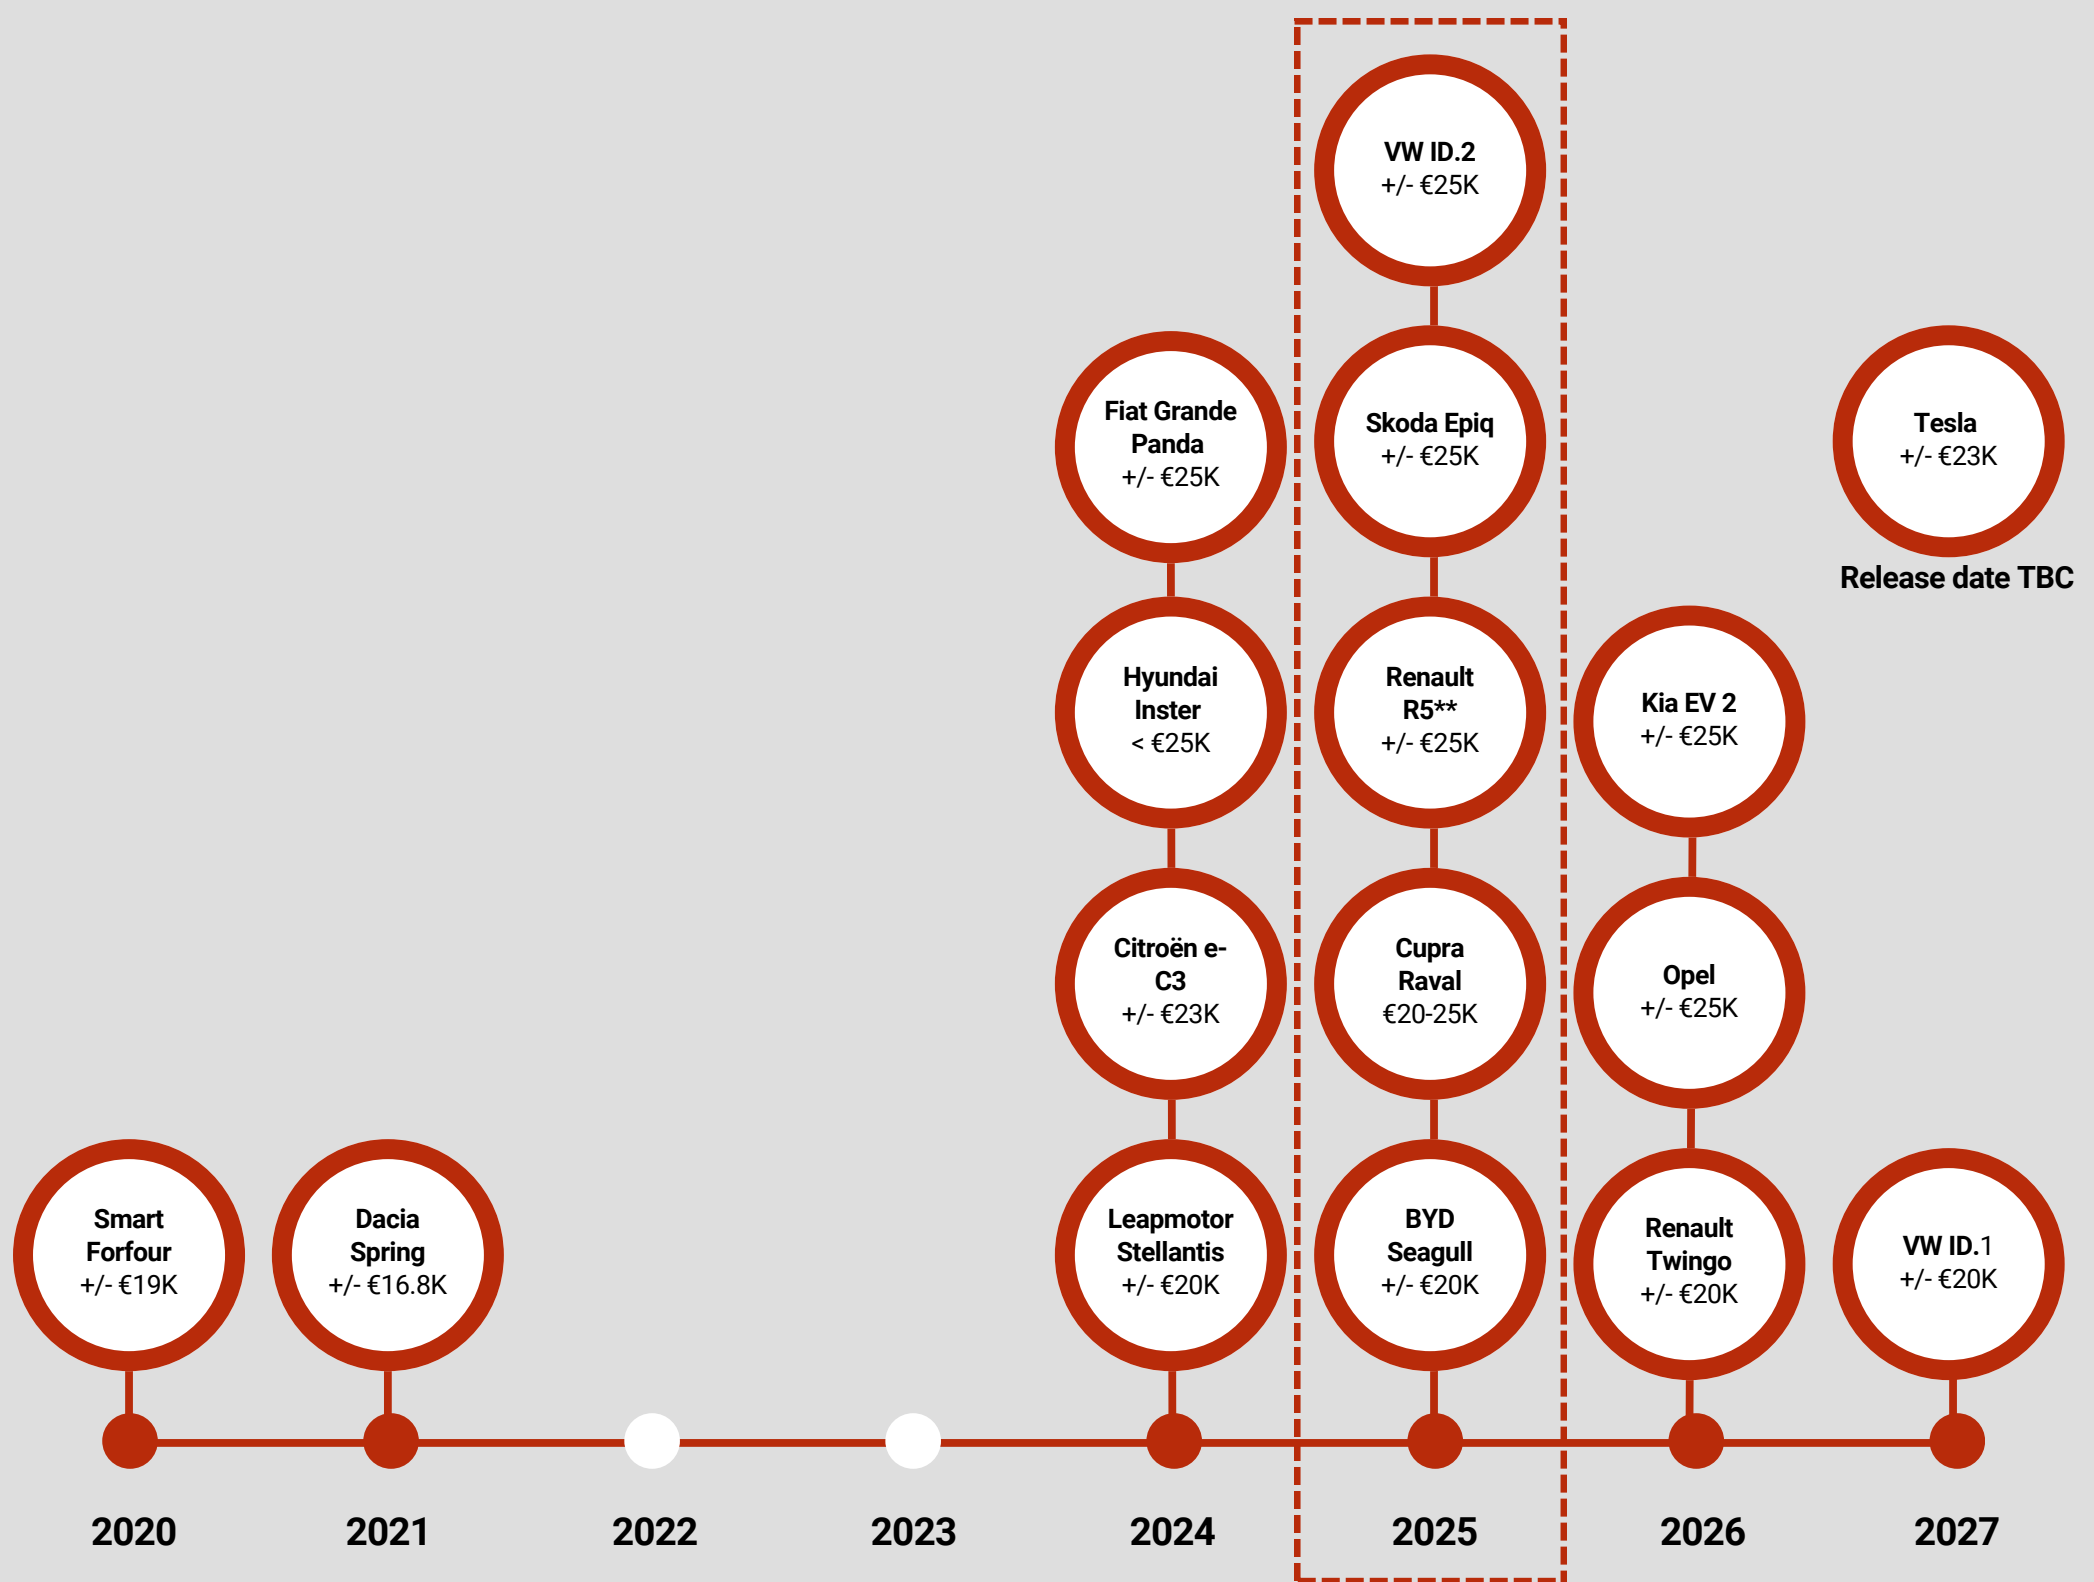 VW ID.2
+/- €25K
Fiat Grande
Panda
+/- €25K
Skoda Epiq
+/- €25K
Tesla
+/- €23K
Release date TBC
Hyundai
Inster
< €25K
Renault
R5**
+/- €25K
Kia EV 2
+/- €25K
Citroën e-
C3
+/- €23K
Cupra
Raval
€20-25K
Opel
+/- €25K
Smart
Forfour
+/- €19K
Dacia
Spring
+/- €16.8K
Leapmotor
Stellantis
+/- €20K
BYD
Seagull
+/- €20K
Renault
Twingo
+/- €20K
VW ID.1
+/- €20K
2020
2021
2022
2023
2024
2025
2026
2027